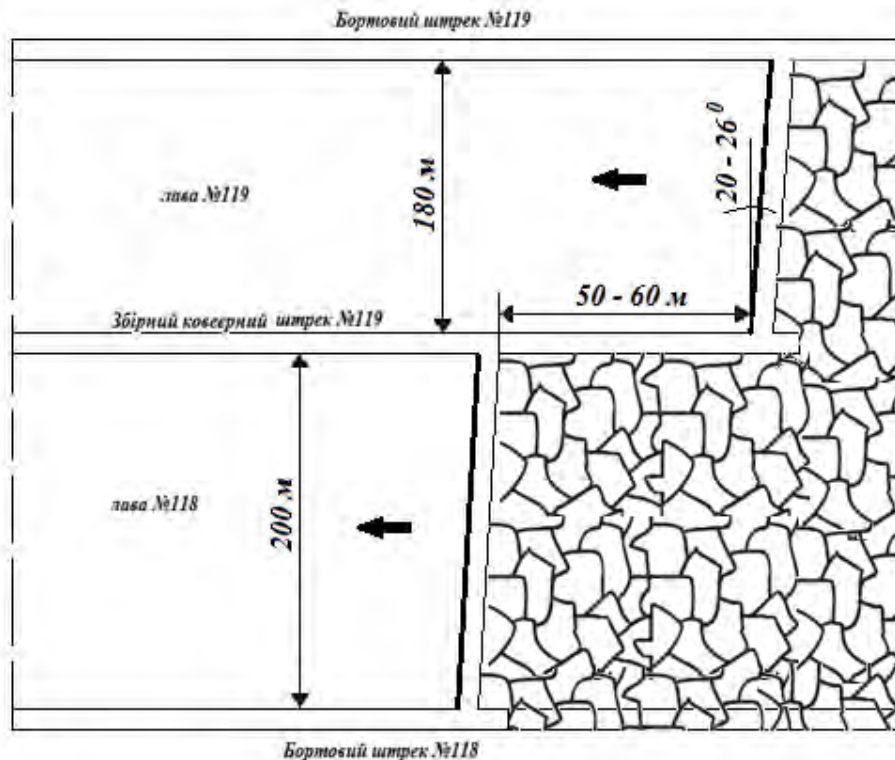 Бортовий штрек №119
20 - 26⁰
180 м
лава №119
50 - 60 м
Збірний ковеєрний штрек №119
200 м
лава №118
Бортовий штрек №118